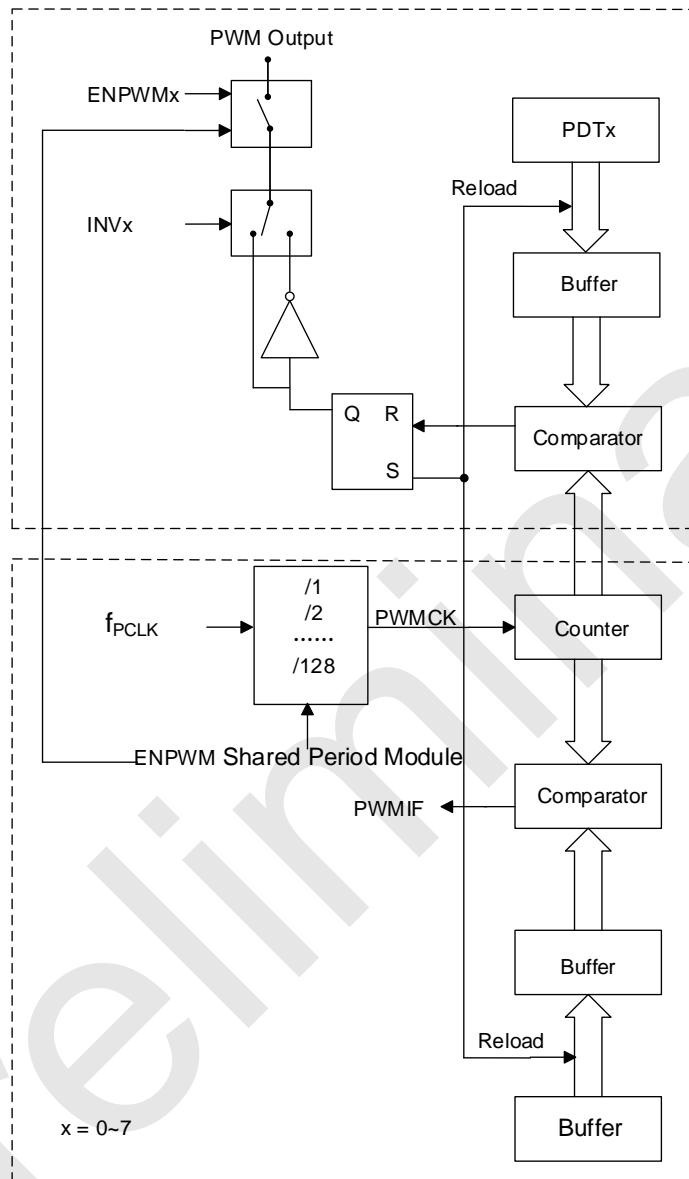 PWM Output
ENPWMx
PDTx
Reload
INVx
Buffer
Q R
Comparator
S
/1
/2
fPCLK
PWMCK
Counter
......
/128
ENPWM Shared Period Module
Comparator
PWMIF
Buffer
Reload
x = 0~7
Buffer